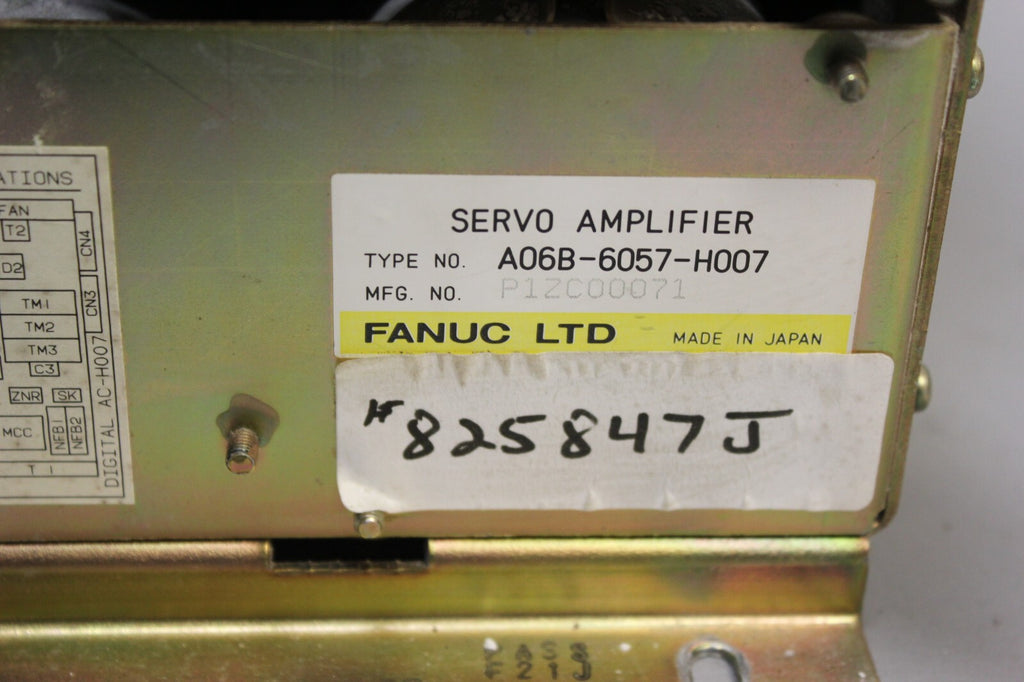 ATIONS
FAN
T2
CN4
D2
TM1
CN3
TM2
TM3
C3
ZNR
SK
MCC
NFB1
NFB2
T1
DIGITAL AC-H007
SERVO AMPLIFIER
TYPE NO. A06B-6057-H007
MFG. NO. P1ZC00071
FANUC LTD MADE IN JAPAN
825847J